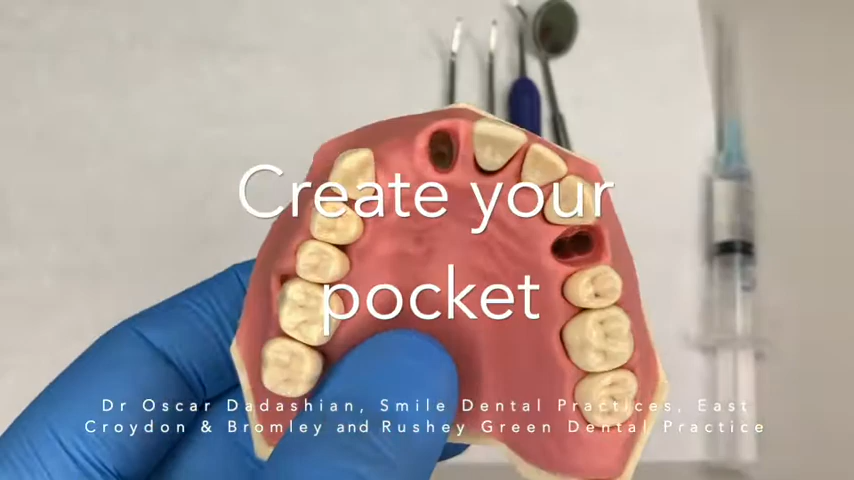 Create your
pocket
Dr Oscar Dadashian, Smile Dental Practices, East
Croydon & Bromley and Rushey Green Dental Practice